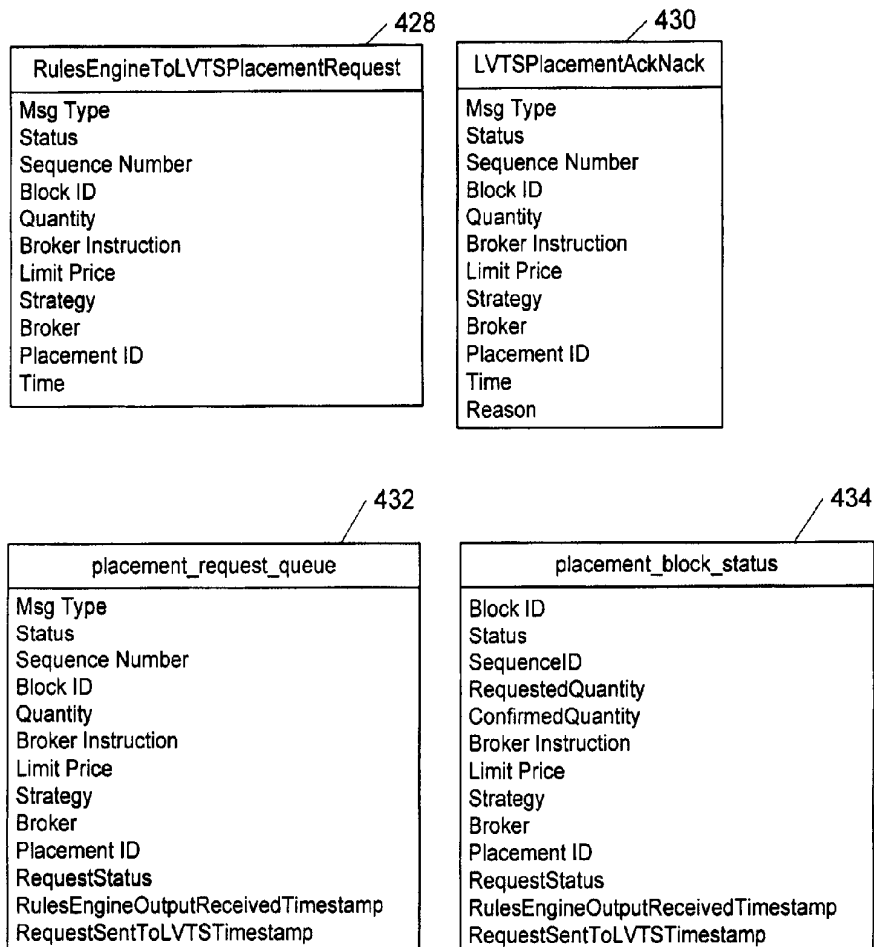 428
RulesEngineToLVTSPlacementRequest
Msg Type
Status
Sequence Number
Block ID
Quantity
Broker Instruction
Limit Price
Strategy
Broker
Placement ID
Time
430
LVTSPlacementAckNack
Msg Type
Status
Sequence Number
Block ID
Quantity
Broker Instruction
Limit Price
Strategy
Broker
Placement ID
Time
Reason
432
placement_request_queue
Msg Type
Status
Sequence Number
Block ID
Quantity
Broker Instruction
Limit Price
Strategy
Broker
Placement ID
RequestStatus
RulesEngineOutputReceivedTimestamp
RequestSentToLVTSTimestamp
434
placement_block_status
Block ID
Status
SequenceID
RequestedQuantity
ConfirmedQuantity
Broker Instruction
Limit Price
Strategy
Broker
Placement ID
RequestStatus
RulesEngineOutputReceivedTimestamp
RequestSentToLVTSTimestamp